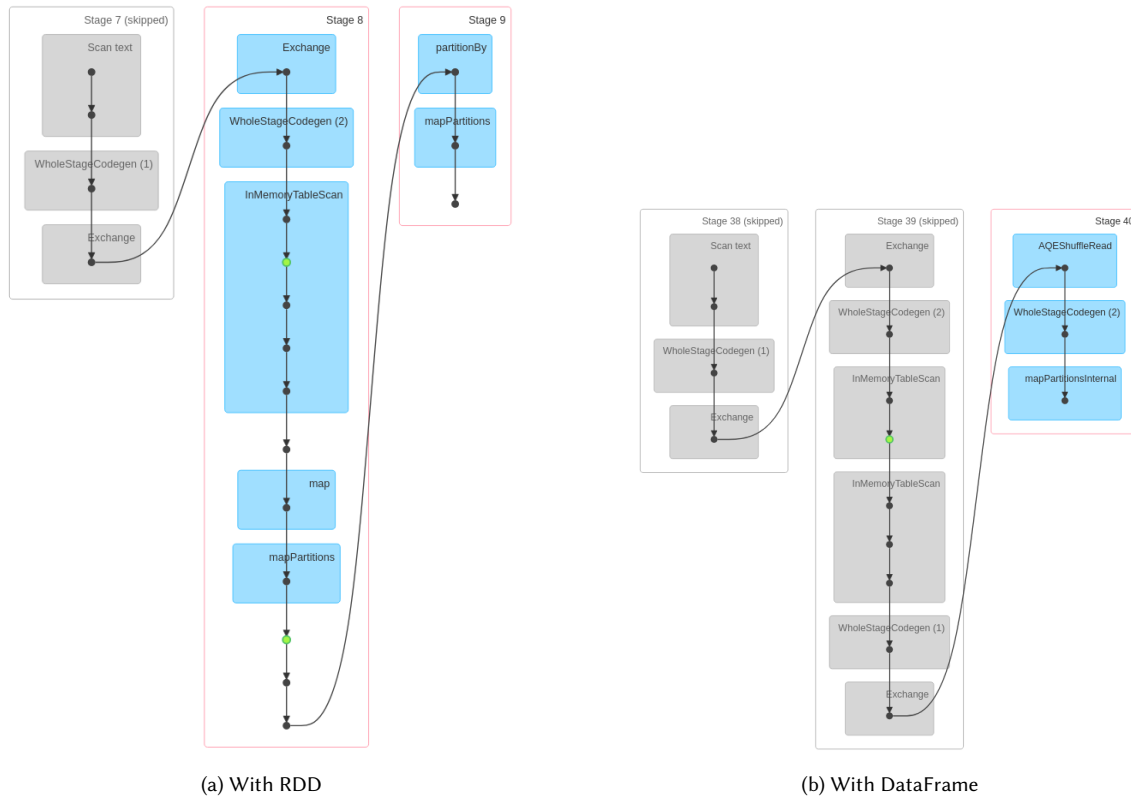 Stage 7 (skipped)
Scan text
WholeStageCodegen (1)
Exchange
Stage 8
Exchange
WholeStageCodegen (2)
InMemoryTableScan
map
mapPartitions
Stage 9
partitionBy
mapPartitions
(a) With RDD
Stage 38 (skipped)
Scan text
WholeStageCodegen (1)
Exchange
Stage 39 (skipped)
Exchange
WholeStageCodegen (2)
InMemoryTableScan
InMemoryTableScan
WholeStageCodegen (1)
Exchange
Stage 40
AQEShuffleRead
WholeStageCodegen (2)
mapPartitionsInternal
(b) With DataFrame